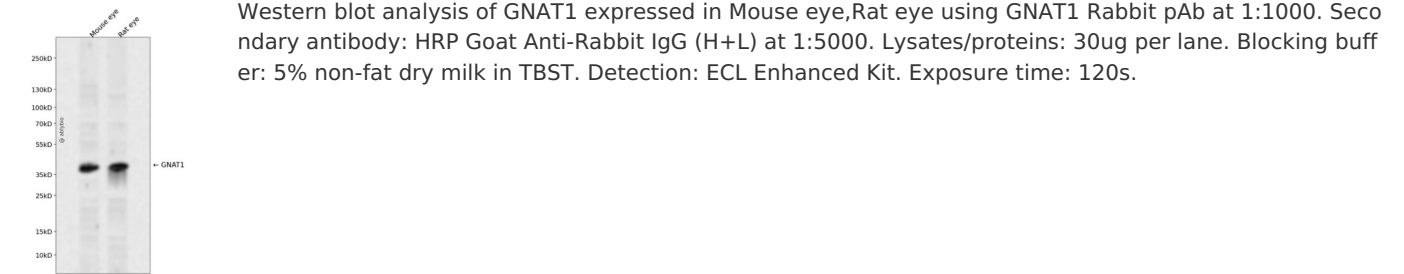 Western blot analysis of GNAT1 expressed in Mouse eye,Rat eye using GNAT1 Rabbit pAb at 1:1000. Seco
ndary antibody: HRP Goat Anti-Rabbit IgG (H+L) at 1:5000. Lysates/proteins: 30ug per lane. Blocking buff
er: 5% non-fat dry milk in TBST. Detection: ECL Enhanced Kit. Exposure time: 120s.
Mouse eye
Rat eye
250kD
130kD
100kD
70kD
55kD
← GNAT1
35kD
25kD
15kD
10kD